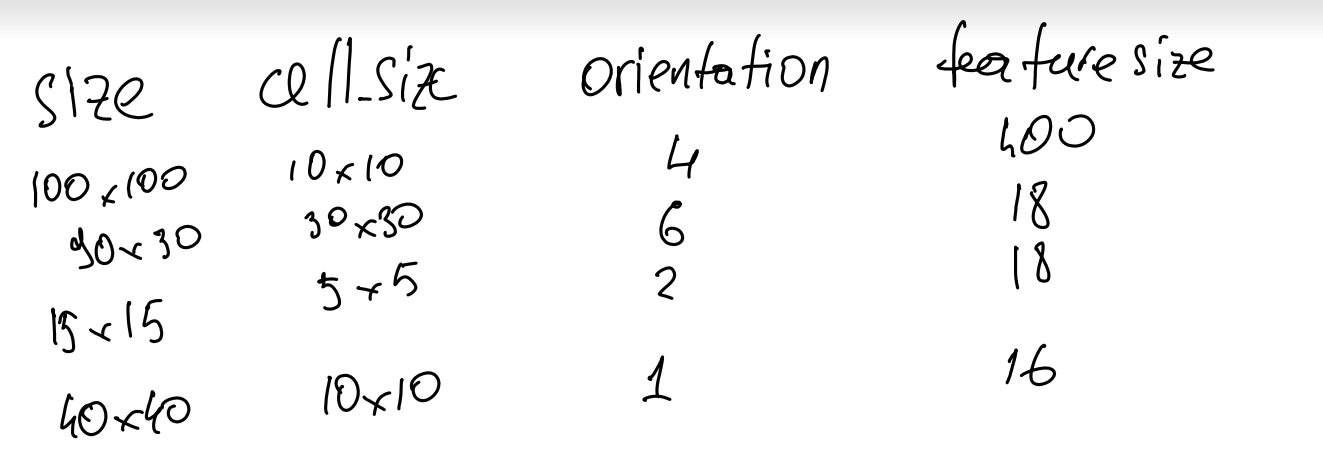 size cell_size orientation feature size
100x100 10x10 4 400
90x30 30x30 6 18
15x15 5x5 2 18
40x40 10x10 1 16